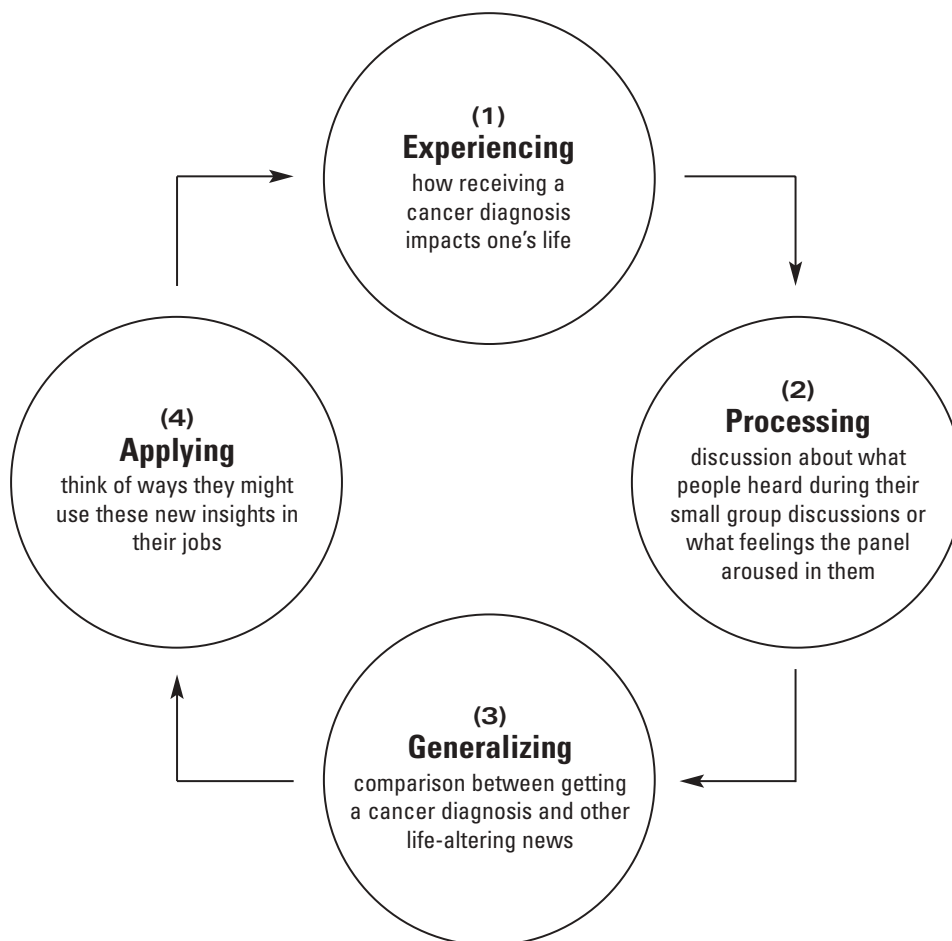 (1)
Experiencing
how receiving a
cancer diagnosis
impacts one’s life
(2)
Processing
discussion about what
people heard during their
small group discussions or
what feelings the panel
aroused in them
(3)
Generalizing
comparison between getting
a cancer diagnosis and other
life-altering news
(4)
Applying
think of ways they might
use these new insights in
their jobs